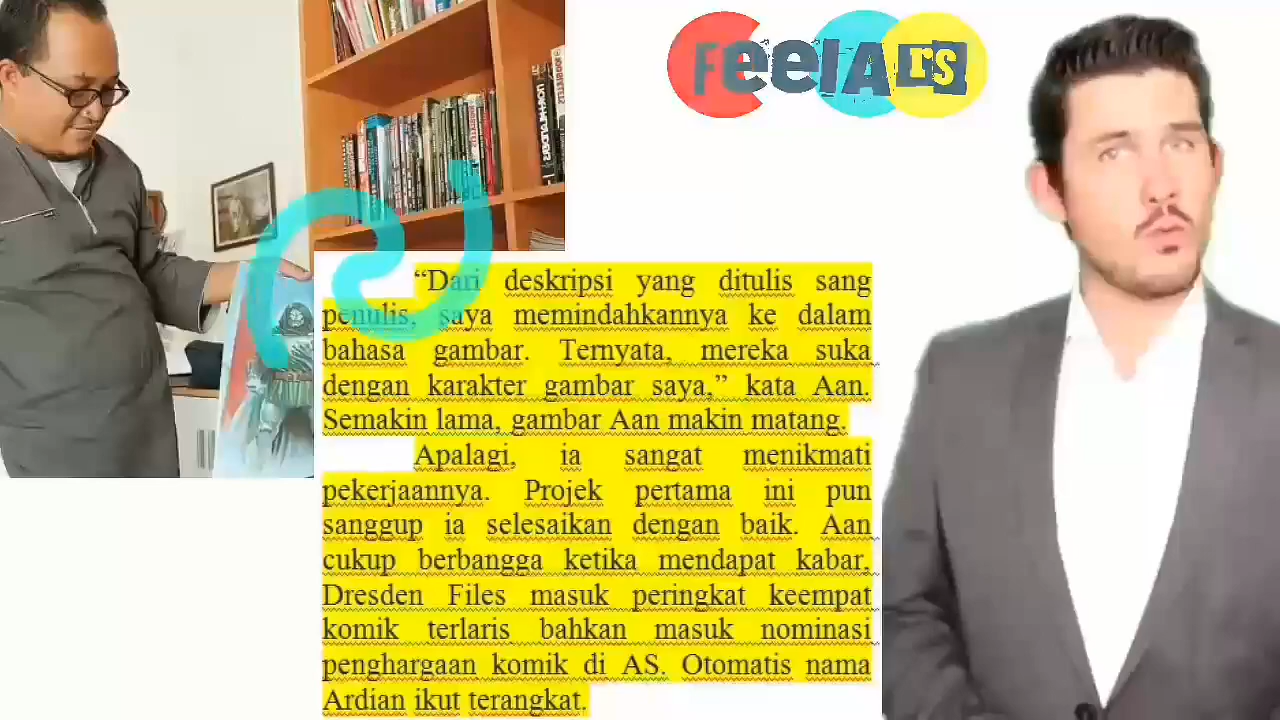 FeelArs
“Dari deskripsi yang ditulis sang
penulis, saya memindahkannya ke dalam
bahasa gambar. Ternyata, mereka suka
dengan karakter gambar saya,” kata Aan.
Semakin lama, gambar Aan makin matang.
Apalagi, ia sangat menikmati
pekerjaannya. Projek pertama ini pun
sanggup ia selesaikan dengan baik. Aan
cukup berbangga ketika mendapat kabar,
Dresden Files masuk peringkat keempat
komik terlaris bahkan masuk nominasi
penghargaan komik di AS. Otomatis nama
Ardian ikut terangkat.